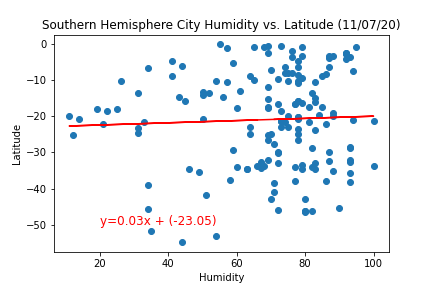 Southern Hemisphere City Humidity vs. Latitude (11/07/20)
0
−10
−20
−30
−40
−50
Latitude
y=0.03x + (-23.05)
20
40
60
80
100
Humidity